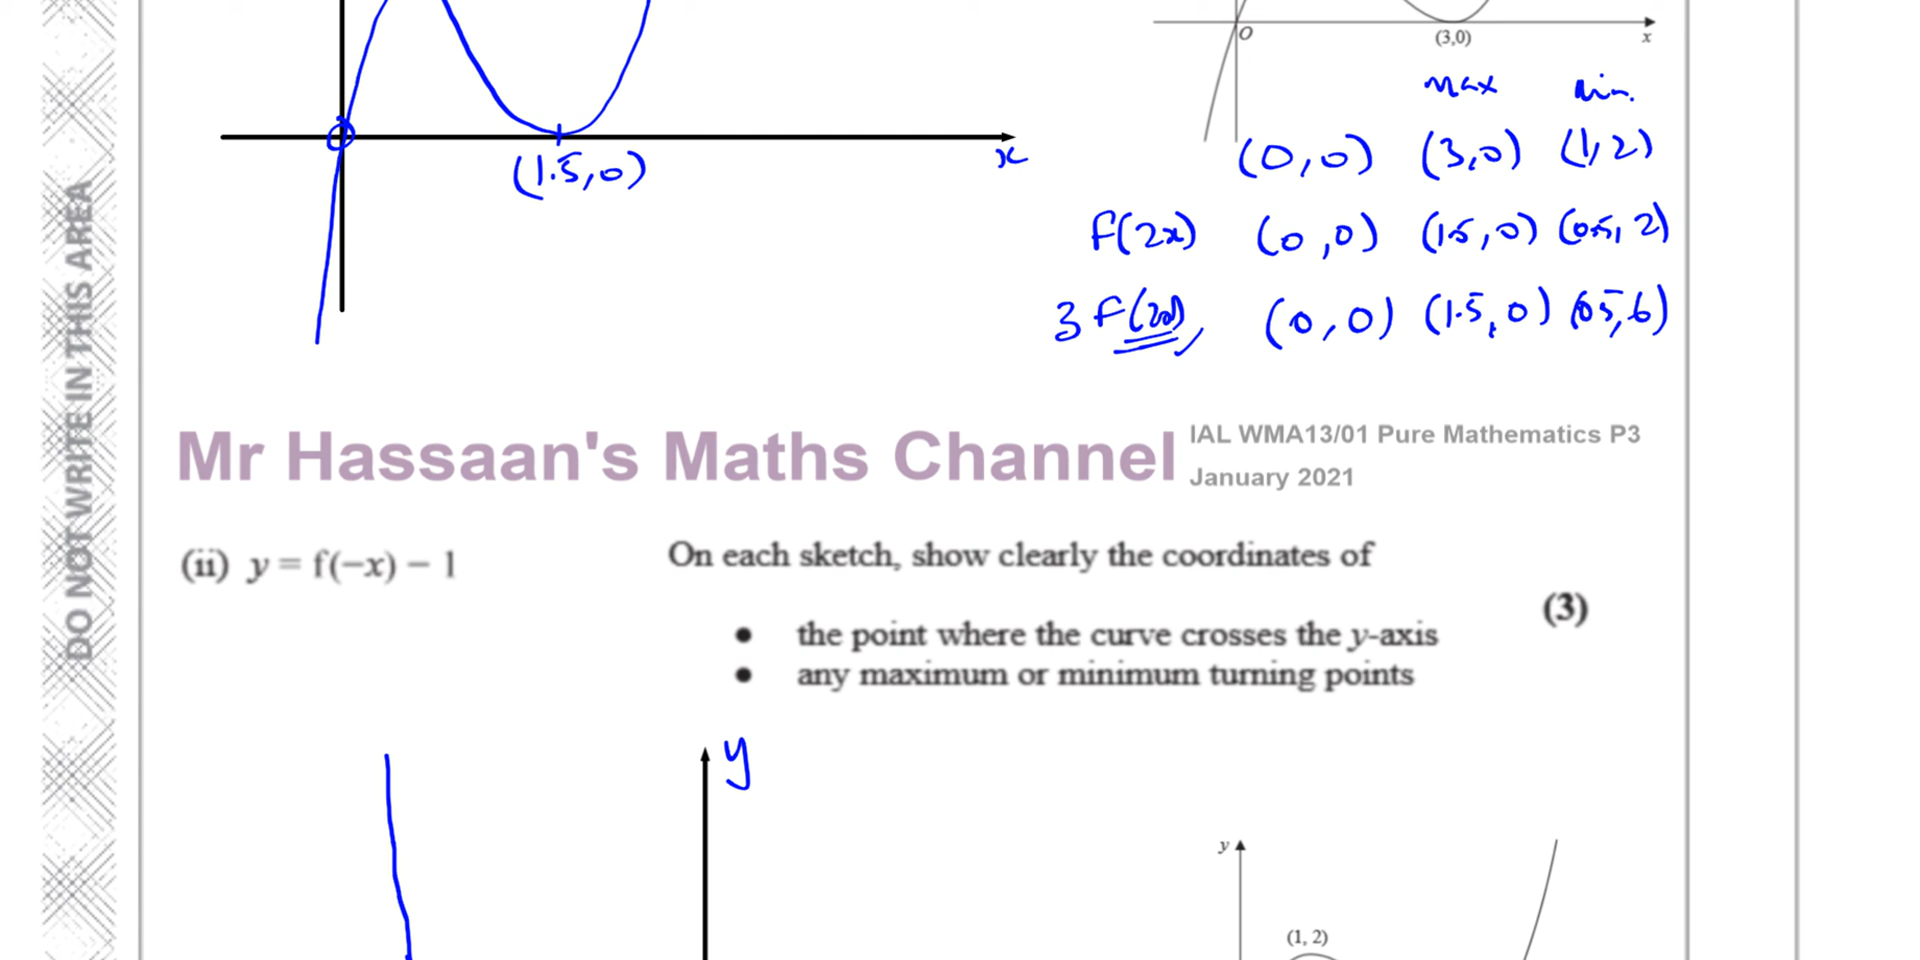 O
(3,0)
x
max min.
(0,0) (3,0) (1,2)
x
(1.5,0)
f(2x) (0,0) (1.5,0) (0.5,2)
3f(2x) (0,0) (1.5,0) (0.5,6)
DO NOT WRITE IN THIS AREA
Mr Hassaan's Maths Channel
IAL WMA13/01 Pure Mathematics P3
January 2021
(ii) y = f(−x) − 1
On each sketch, show clearly the coordinates of
(3)
● the point where the curve crosses the y-axis
● any maximum or minimum turning points
y
y
(1, 2)